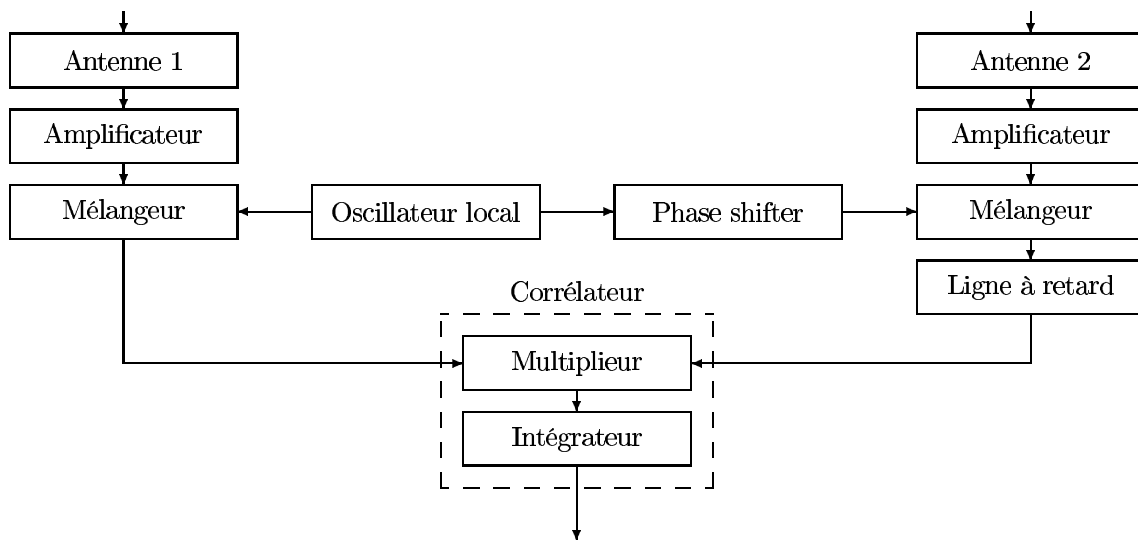 Antenne 1
Antenne 2
Amplificateur
Amplificateur
Mélangeur
Oscillateur local
Phase shifter
Mélangeur
Ligne à retard
Corrélateur
Multiplieur
Intégrateur